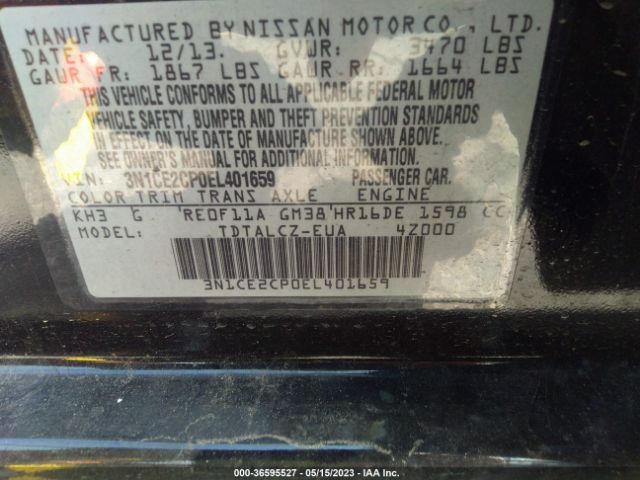 MANUFACTURED BY NISSAN MOTOR CO., LTD.
DATE: 12/13. GVWR: 3470 LBS
GAWR FR: 1867 LBS GAWR RR: 1664 LBS
THIS VEHICLE CONFORMS TO ALL APPLICABLE FEDERAL MOTOR
VEHICLE SAFETY, BUMPER AND THEFT PREVENTION STANDARDS
IN EFFECT ON THE DATE OF MANUFACTURE SHOWN ABOVE.
SEE OWNER'S MANUAL FOR ADDITIONAL INFORMATION.
VIN: 3N1CE2CP0EL401659 PASSENGER CAR.
COLOR TRIM TRANS AXLE ENGINE
KH3 G RE0F11A GM38 HR16DE 1598 CC
MODEL: TDTALCZ-EUA 4Z000
3N1CE2CP0EL401659
000-36595527 - 05/15/2023 - IAA Inc.